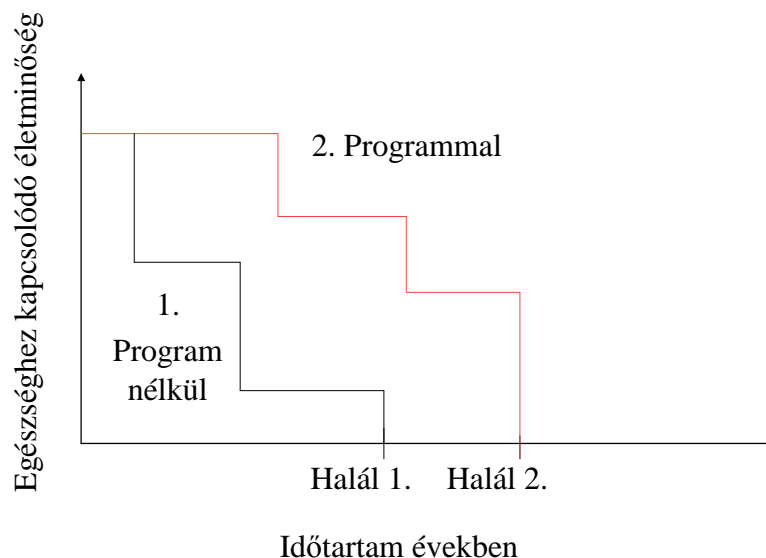 Egészséghez kapcsolódó életminőség
2. Programmal
1.
Program
nélkül
Halál 1.
Halál 2.
Időtartam években